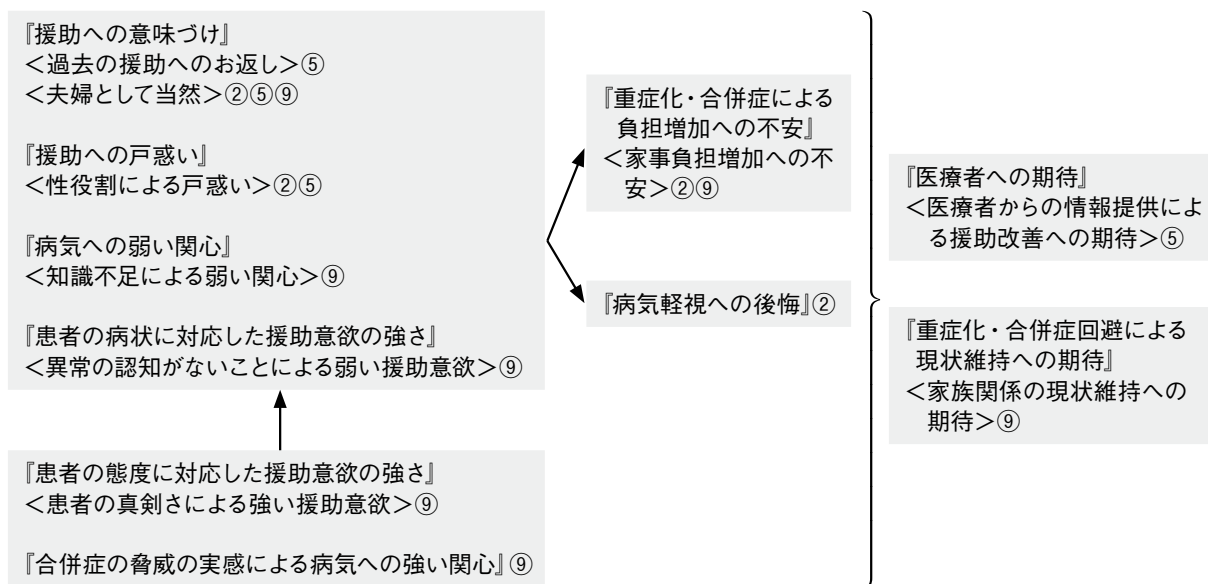 『援助への意味づけ』
＜過去の援助へのお返し＞⑤
＜夫婦として当然＞②⑤⑨
『援助への戸惑い』
＜性役割による戸惑い＞②⑤
『病気への弱い関心』
＜知識不足による弱い関心＞⑨
『患者の病状に対応した援助意欲の強さ』
＜異常の認知がないことによる弱い援助意欲＞⑨
『患者の態度に対応した援助意欲の強さ』
＜患者の真剣さによる強い援助意欲＞⑨
『合併症の脅威の実感による病気への強い関心』⑨
『重症化・合併症による
負担増加への不安』
＜家事負担増加への不
安＞②⑨
『病気軽視への後悔』②
『医療者への期待』
＜医療者からの情報提供によ
る援助改善への期待＞⑤
『重症化・合併症回避による
現状維持への期待』
＜家族関係の現状維持への
期待＞⑨